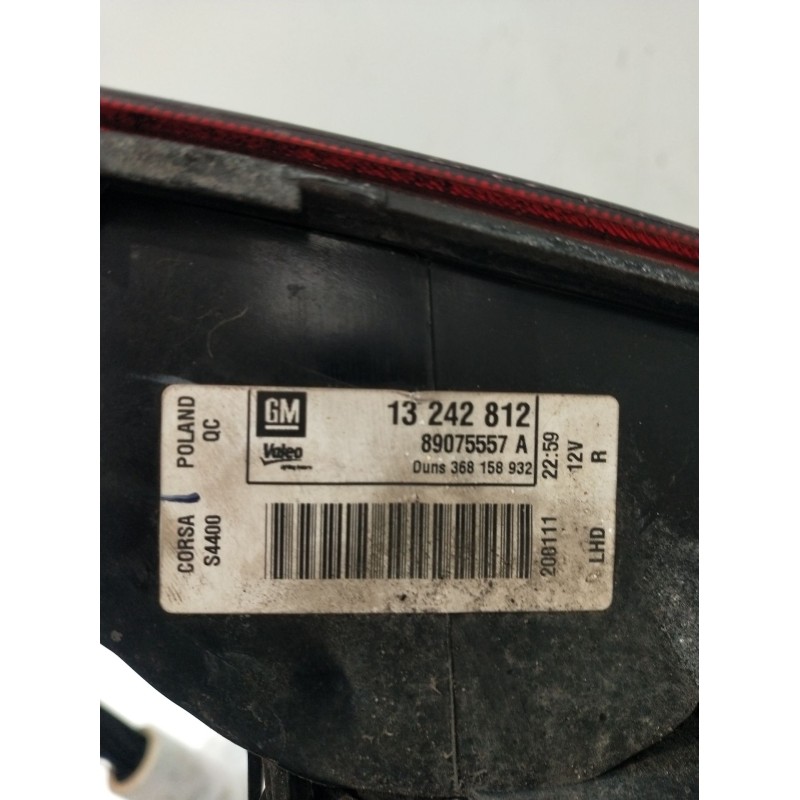 GM
13 242 812
Valeo
89075557 A
Duns 368 158 932
POLAND
QC
CORSA
S4400
22:59
12V
R
208111
LHD